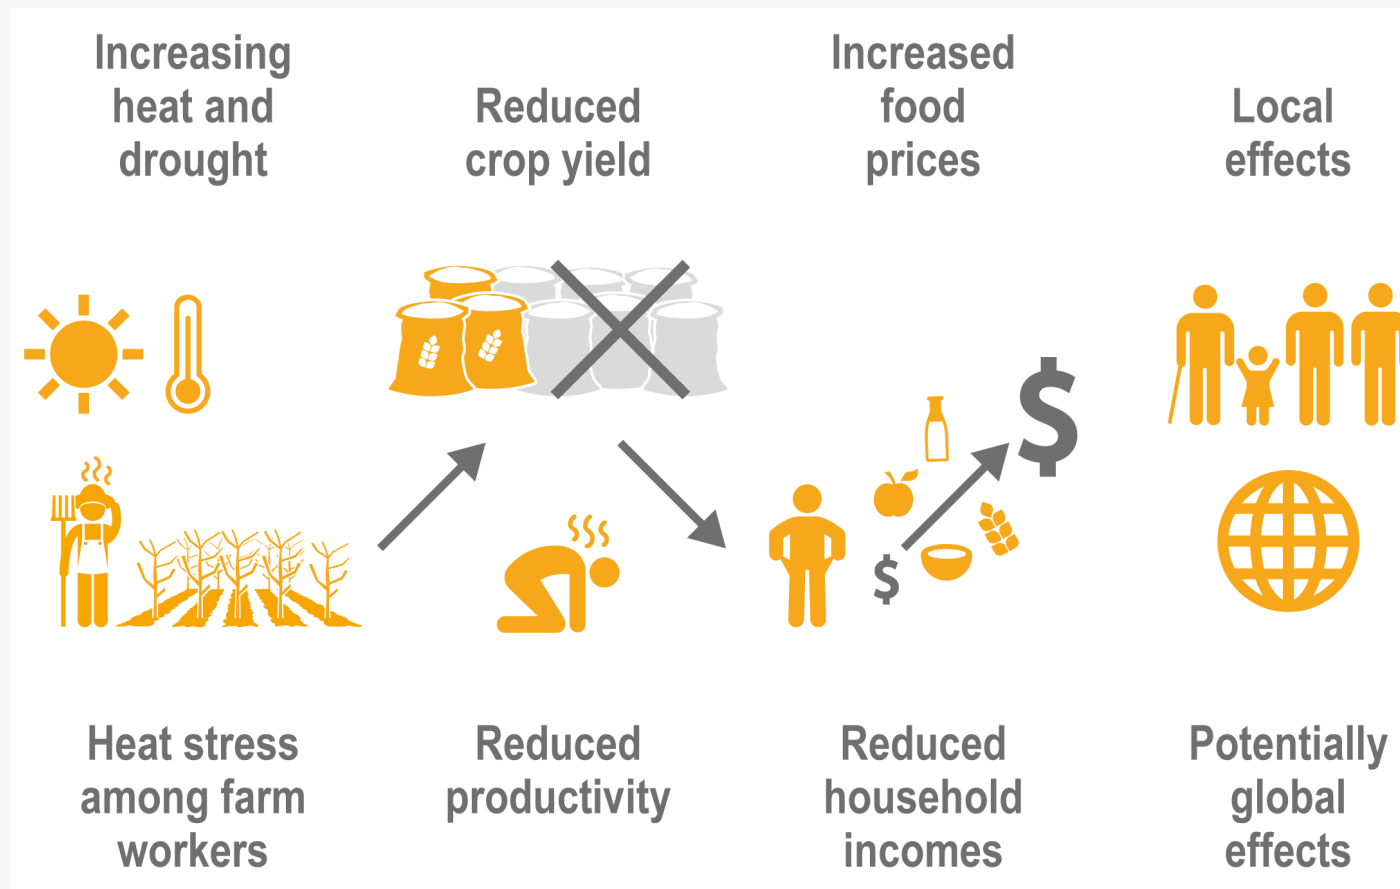 Increasing
heat and
drought
Reduced
crop yield
Increased
food
prices
Local
effects
$
$
Heat stress
among farm
workers
Reduced
productivity
Reduced
household
incomes
Potentially
global
effects